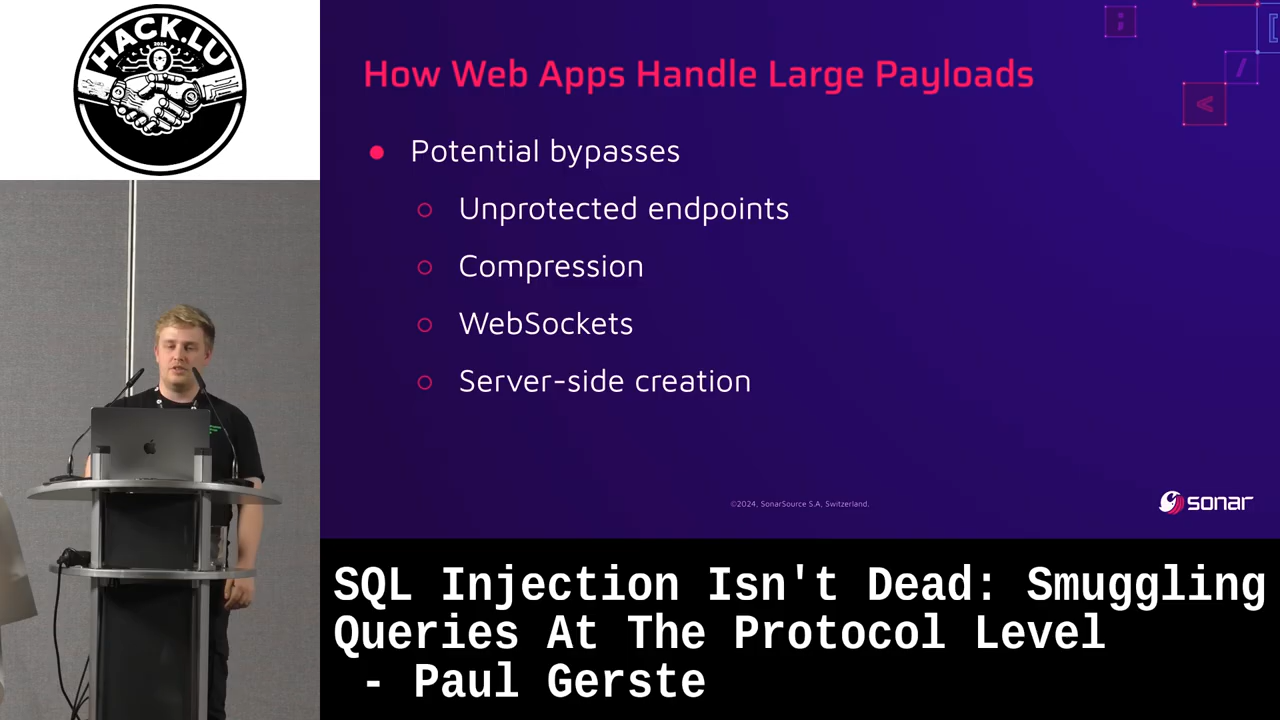 HACK.LU
2024
How Web Apps Handle Large Payloads
Potential bypasses
Unprotected endpoints
Compression
WebSockets
Server-side creation
©2024, SonarSource S.A, Switzerland.
sonar
;
[
/
<
SQL Injection Isn't Dead: Smuggling
Queries At The Protocol Level
- Paul Gerste